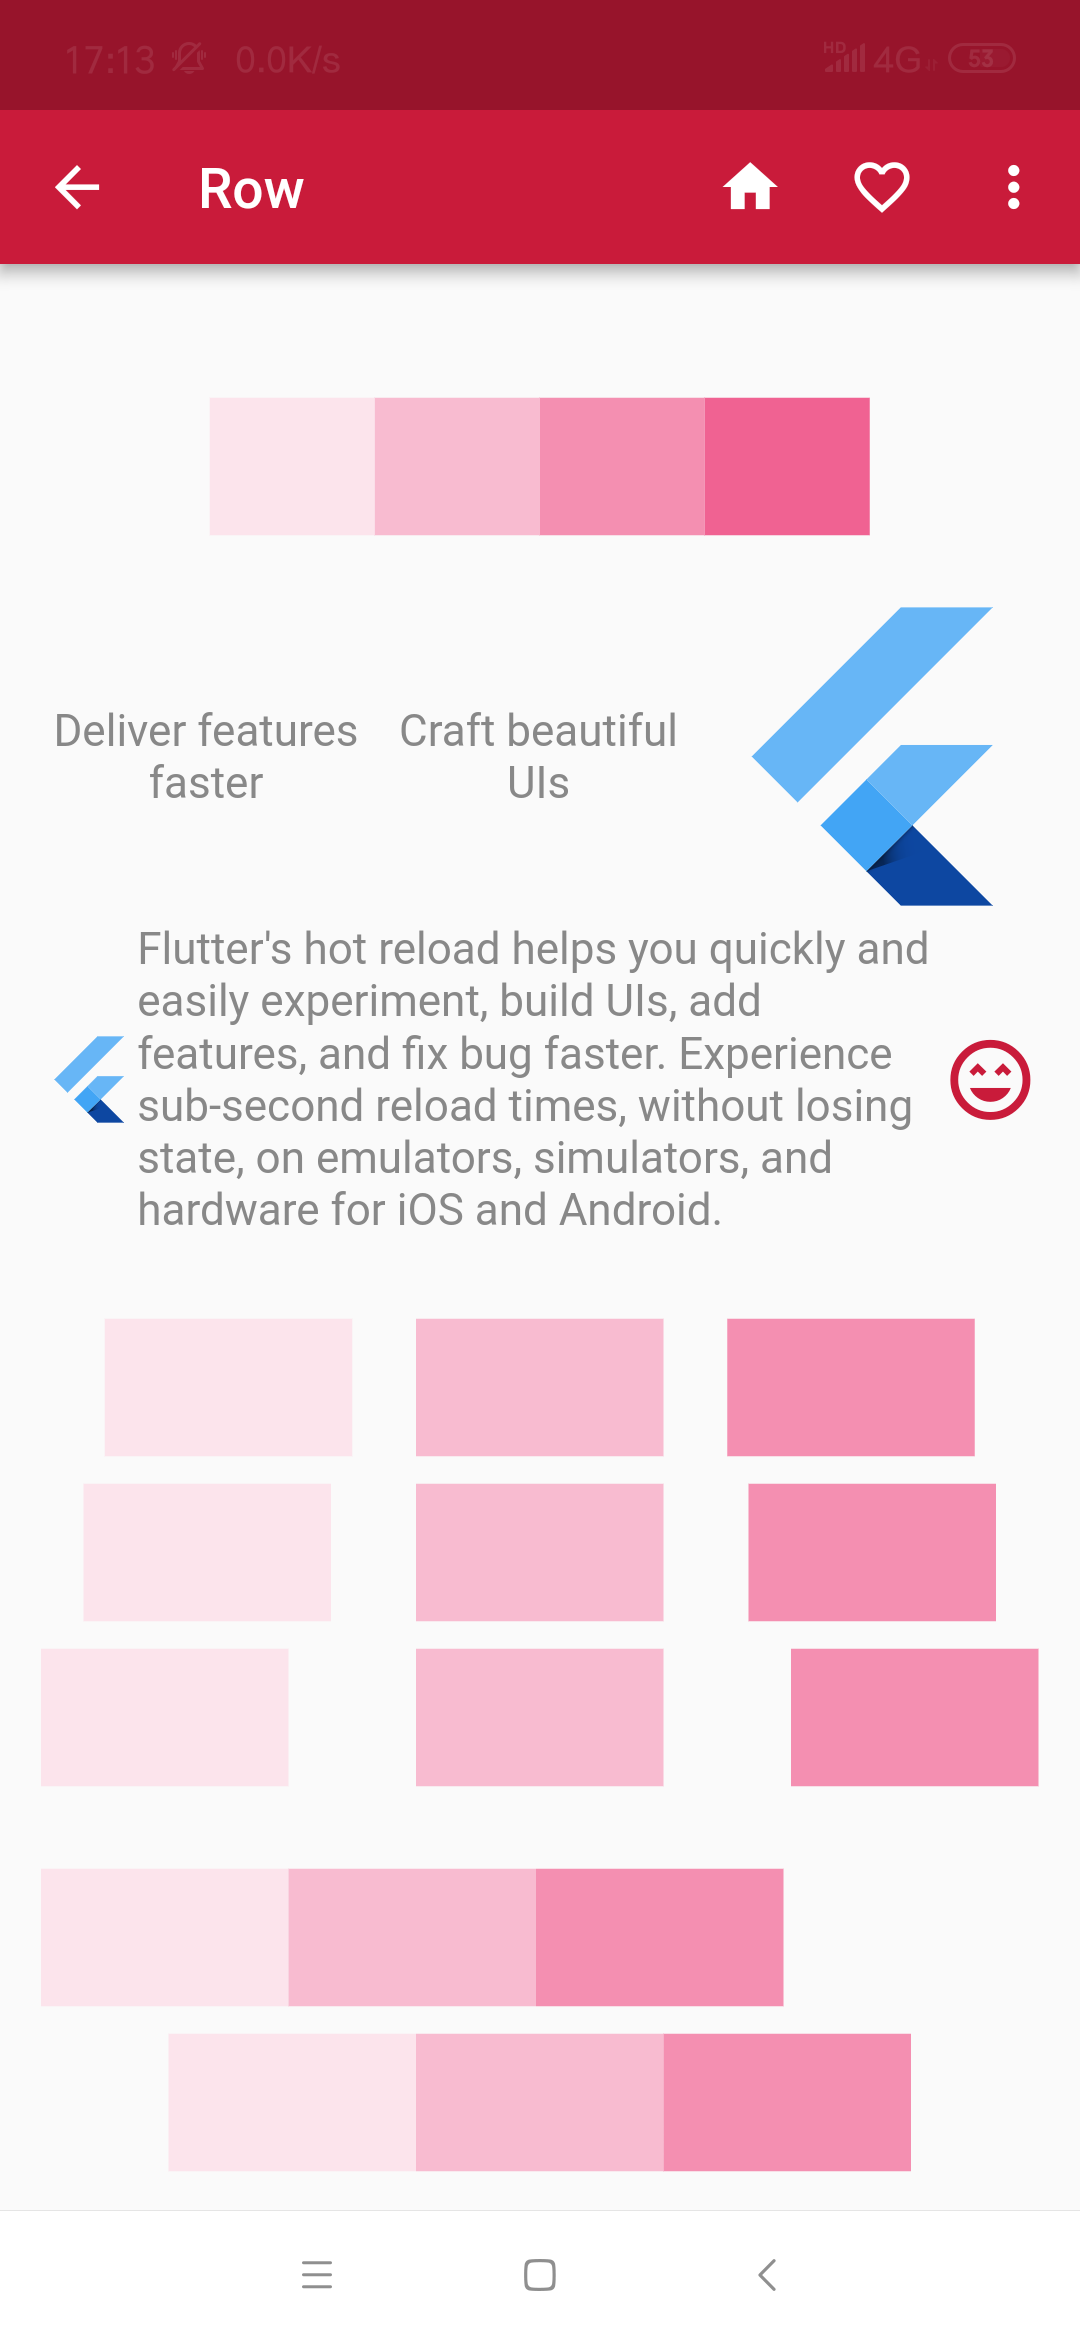 17:13 0.0K/s HD 4G 53
Row
Deliver features
faster
Craft beautiful
UIs
Flutter's hot reload helps you quickly and
easily experiment, build UIs, add
features, and fix bug faster. Experience
sub-second reload times, without losing
state, on emulators, simulators, and
hardware for iOS and Android.